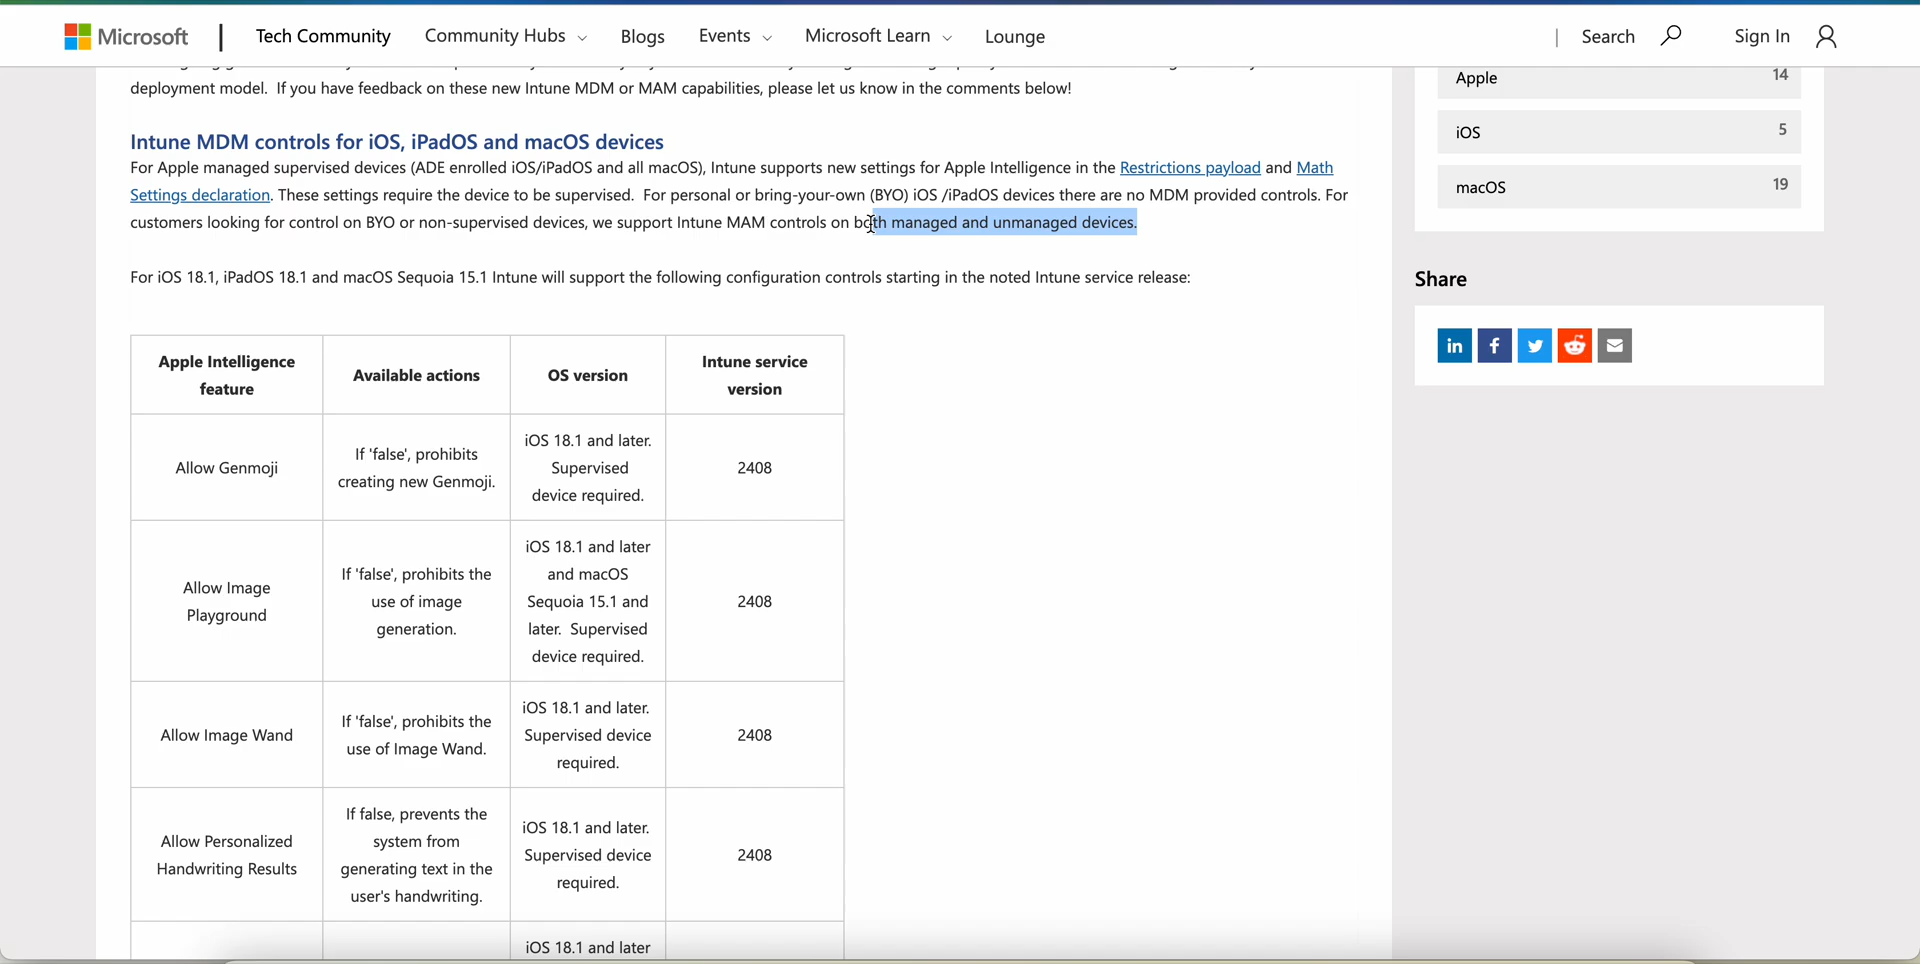 Microsoft | Tech Community Community Hubs Blogs Events Microsoft Learn Lounge | Search Sign In
deployment model.  If you have feedback on these new Intune MDM or MAM capabilities, please let us know in the comments below!
Intune MDM controls for iOS, iPadOS and macOS devices
For Apple managed supervised devices (ADE enrolled iOS/iPadOS and all macOS), Intune supports new settings for Apple Intelligence in the Restrictions payload and Math
Settings declaration. These settings require the device to be supervised.  For personal or bring-your-own (BYO) iOS /iPadOS devices there are no MDM provided controls. For
customers looking for control on BYO or non-supervised devices, we support Intune MAM controls on both managed and unmanaged devices.
For iOS 18.1, iPadOS 18.1 and macOS Sequoia 15.1 Intune will support the following configuration controls starting in the noted Intune service release:
Apple Intelligence
feature
Available actions
OS version
Intune service
version
Allow Genmoji
If 'false', prohibits
creating new Genmoji.
iOS 18.1 and later.
Supervised
device required.
2408
Allow Image
Playground
If 'false', prohibits the
use of image
generation.
iOS 18.1 and later
and macOS
Sequoia 15.1 and
later.  Supervised
device required.
2408
Allow Image Wand
If 'false', prohibits the
use of Image Wand.
iOS 18.1 and later.
Supervised device
required.
2408
Allow Personalized
Handwriting Results
If false, prevents the
system from
generating text in the
user's handwriting.
iOS 18.1 and later.
Supervised device
required.
2408
iOS 18.1 and later
Apple 14
iOS 5
macOS 19
Share
in f